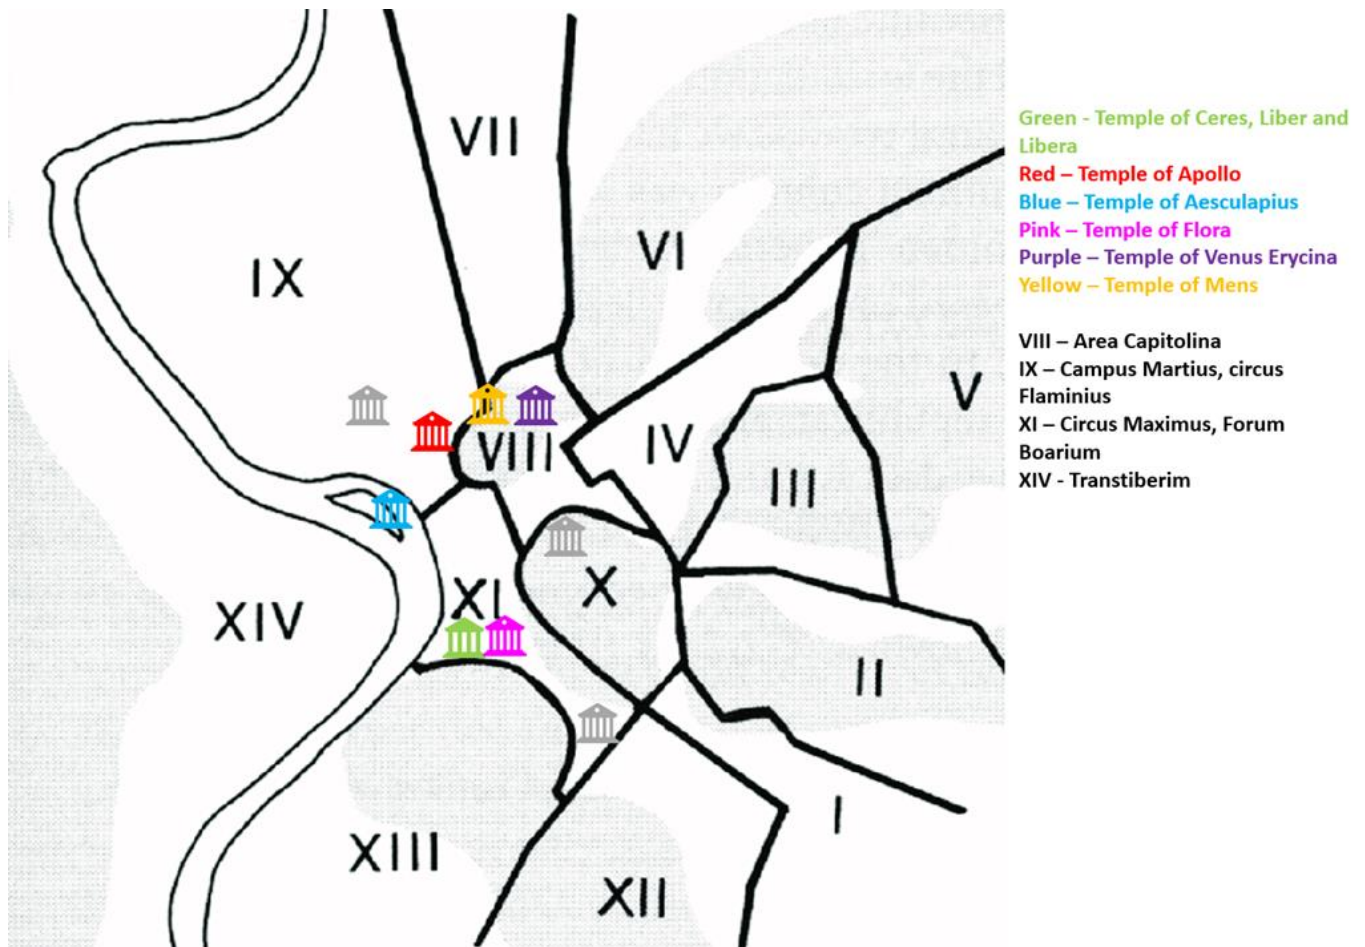 VII
VI
IX
V
IV
VIII
III
X
XI
XIV
II
I
XIII
XII
Green - Temple of Ceres, Liber and
Libera
Red – Temple of Apollo
Blue – Temple of Aesculapius
Pink – Temple of Flora
Purple – Temple of Venus Erycina
Yellow – Temple of Mens
VIII – Area Capitolina
IX – Campus Martius, circus
Flaminius
XI – Circus Maximus, Forum
Boarium
XIV - Transtiberim